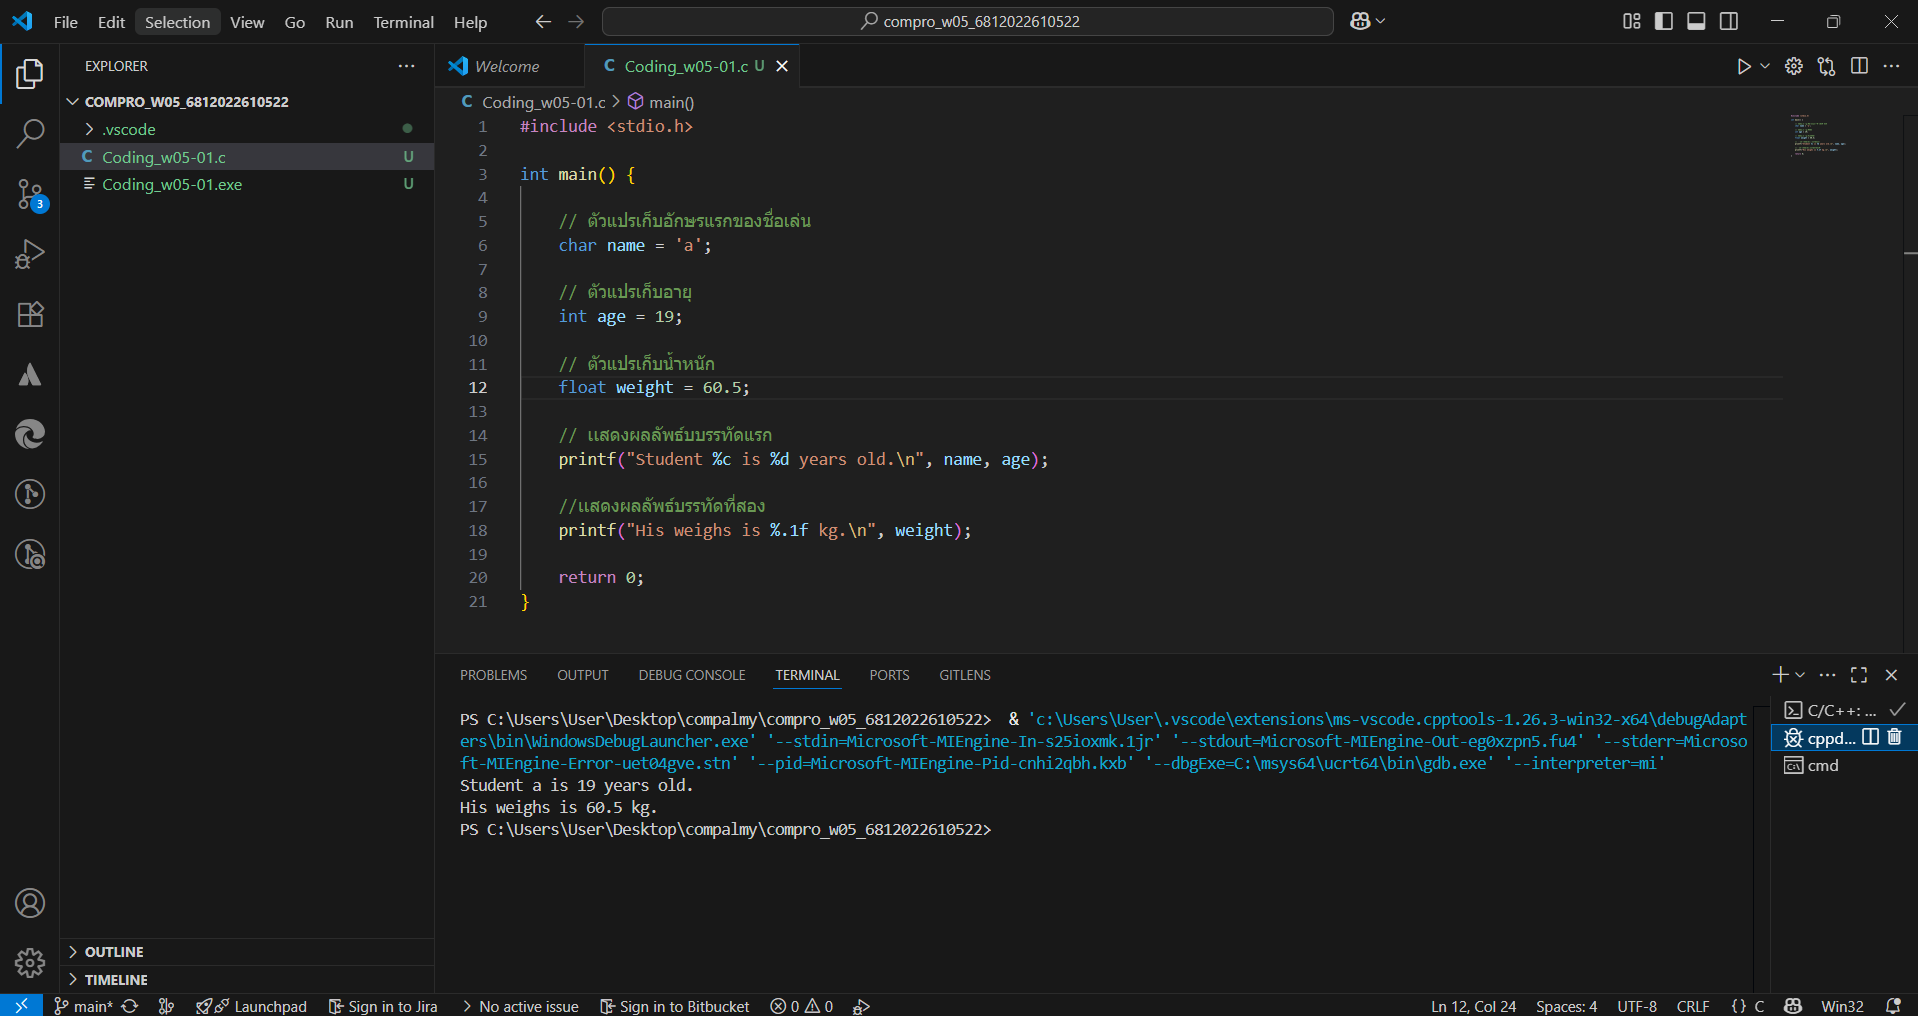 File Edit Selection View Go Run Terminal Help
compro_w05_6812022610522
EXPLORER
COMPRO_W05_6812022610522
.vscode
Coding_w05-01.c U
Coding_w05-01.exe U
3
OUTLINE
TIMELINE
Welcome
C Coding_w05-01.c U
C Coding_w05-01.c > main()
1 #include <stdio.h>
2
3 int main() {
4
5 // ตัวแปรเก็บอักษรแรกของชื่อเล่น
6 char name = 'a';
7
8 // ตัวแปรเก็บอายุ
9 int age = 19;
10
11 // ตัวแปรเก็บน้ำหนัก
12 float weight = 60.5;
13
14 // แสดงผลลัพธ์บบรรทัดแรก
15 printf("Student %c is %d years old.\n", name, age);
16
17 //แสดงผลลัพธ์บรรทัดที่สอง
18 printf("His weighs is %.1f kg.\n", weight);
19
20 return 0;
21 }
PROBLEMS OUTPUT DEBUG CONSOLE TERMINAL PORTS GITLENS
PS C:\Users\User\Desktop\compalmy\compro_w05_6812022610522> & 'c:\Users\User\.vscode\extensions\ms-vscode.cpptools-1.26.3-win32-x64\debugAdapt
ers\bin\WindowsDebugLauncher.exe' '--stdin=Microsoft-MIEngine-In-s25ioxmk.1jr' '--stdout=Microsoft-MIEngine-Out-eg0xzpn5.fu4' '--stderr=Microso
ft-MIEngine-Error-uet04gve.stn' '--pid=Microsoft-MIEngine-Pid-cnhi2qbh.kxb' '--dbgExe=C:\msys64\ucrt64\bin\gdb.exe' '--interpreter=mi'
Student a is 19 years old.
His weighs is 60.5 kg.
PS C:\Users\User\Desktop\compalmy\compro_w05_6812022610522>
C/C++: ...
cppd...
cmd
main* Launchpad Sign in to Jira No active issue Sign in to Bitbucket 0 0 Ln 12, Col 24 Spaces: 4 UTF-8 CRLF {} C Win32